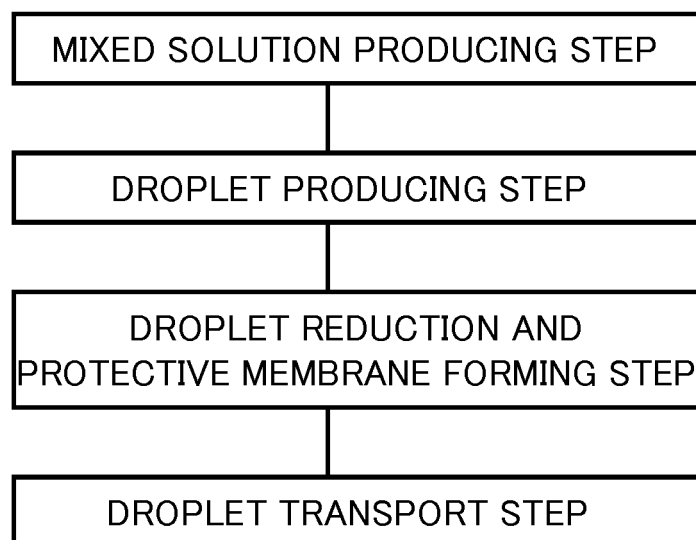 MIXED SOLUTION PRODUCING STEP
DROPLET PRODUCING STEP
DROPLET REDUCTION AND
PROTECTIVE MEMBRANE FORMING STEP
DROPLET TRANSPORT STEP